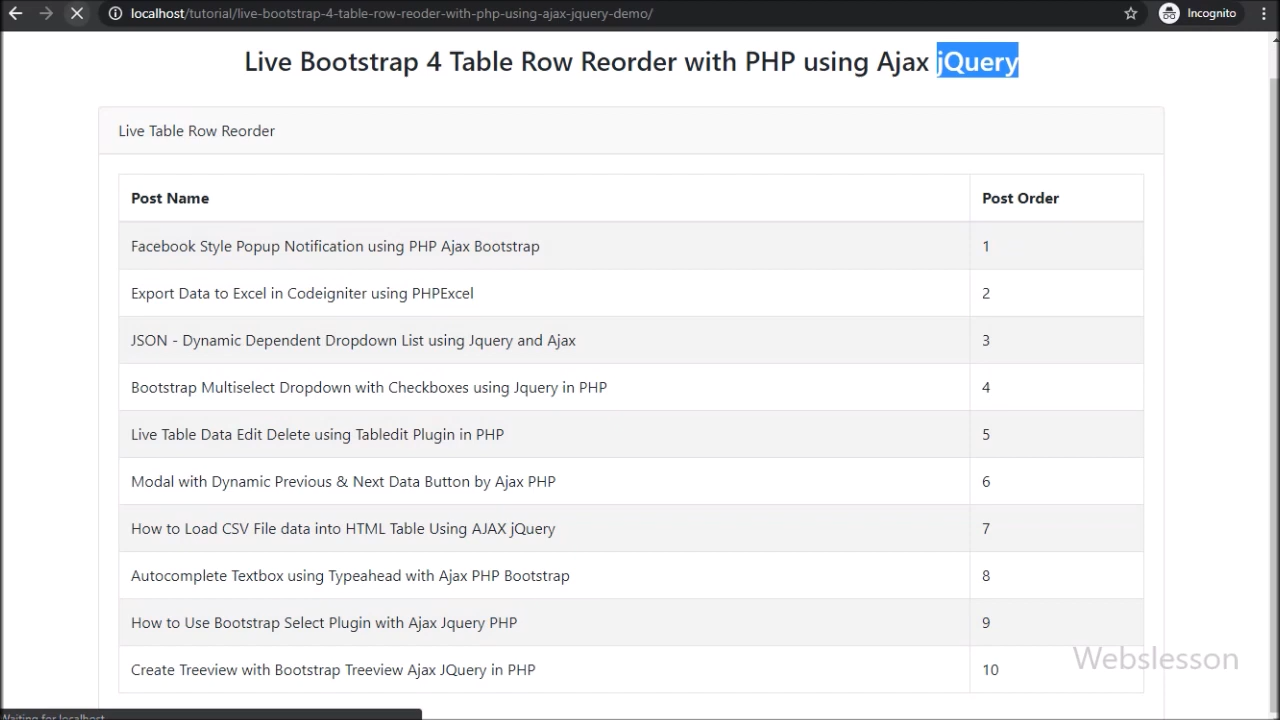 localhost/tutorial/live-bootstrap-4-table-row-reoder-with-php-using-ajax-jquery-demo/
Incognito
Live Bootstrap 4 Table Row Reorder with PHP using Ajax jQuery
Live Table Row Reorder
Post Name Post Order
Facebook Style Popup Notification using PHP Ajax Bootstrap 1
Export Data to Excel in Codeigniter using PHPExcel 2
JSON - Dynamic Dependent Dropdown List using Jquery and Ajax 3
Bootstrap Multiselect Dropdown with Checkboxes using Jquery in PHP 4
Live Table Data Edit Delete using Tabledit Plugin in PHP 5
Modal with Dynamic Previous & Next Data Button by Ajax PHP 6
How to Load CSV File data into HTML Table Using AJAX jQuery 7
Autocomplete Textbox using Typeahead with Ajax PHP Bootstrap 8
How to Use Bootstrap Select Plugin with Ajax Jquery PHP 9
Create Treeview with Bootstrap Treeview Ajax JQuery in PHP 10
Webslesson
Waiting for localhost